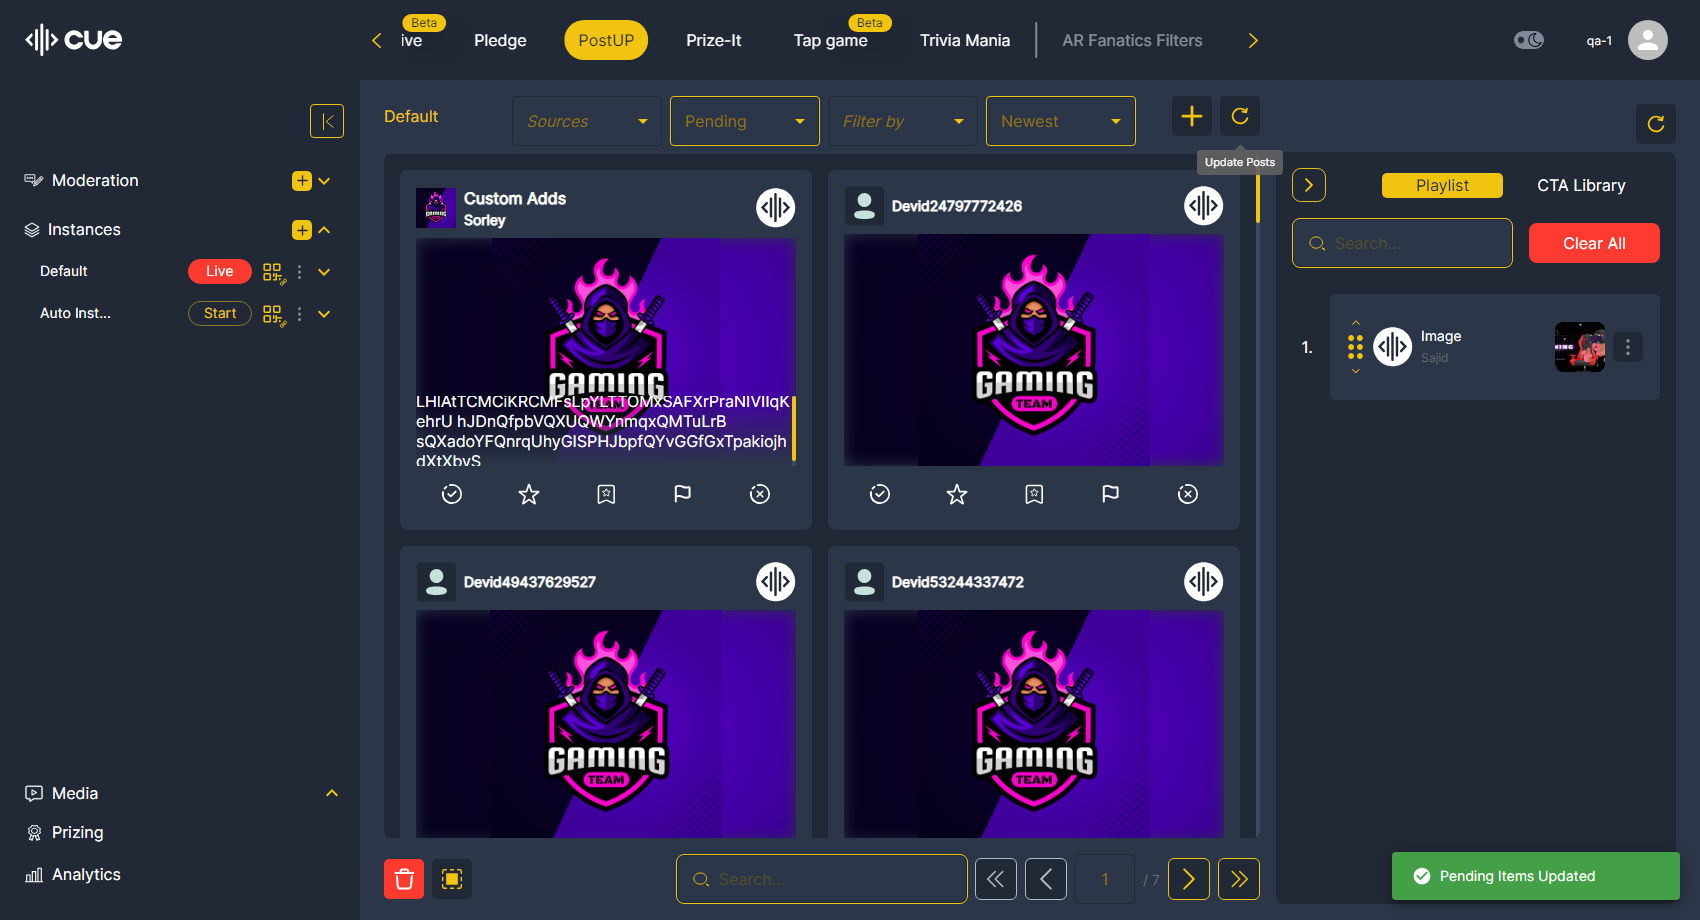 cue
Beta
ive
Pledge
PostUP
Prize-It
Beta
Tap game
Trivia Mania
AR Fanatics Filters
qa-1
Moderation
Instances
Default
Live
Auto Inst...
Start
Media
Prizing
Analytics
Default
Sources
Pending
Filter by
Newest
Update Posts
Custom Adds
Sorley
GAMING
sQXadoYFQnrqUhyGISPHJbpfQYvGGfGxTpakiojh
dXtXbvS
Devid24797772426
GAMING
TEAM
Devid49437629527
GAMING
TEAM
Devid53244337472
GAMING
TEAM
Search...
1
/ 7
Playlist
CTA Library
Search...
Clear All
1.
Image
Sajid
Pending Items Updated